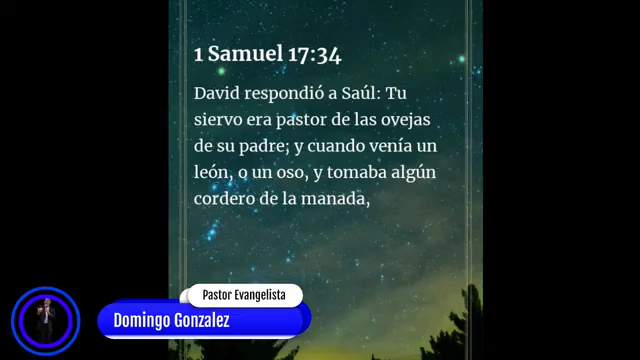 1 Samuel 17:34
David respondió a Saúl: Tu
siervo era pastor de las ovejas
de su padre; y cuando venía un
león, o un oso, y tomaba algún
cordero de la manada,
Pastor Evangelista
Domingo Gonzalez